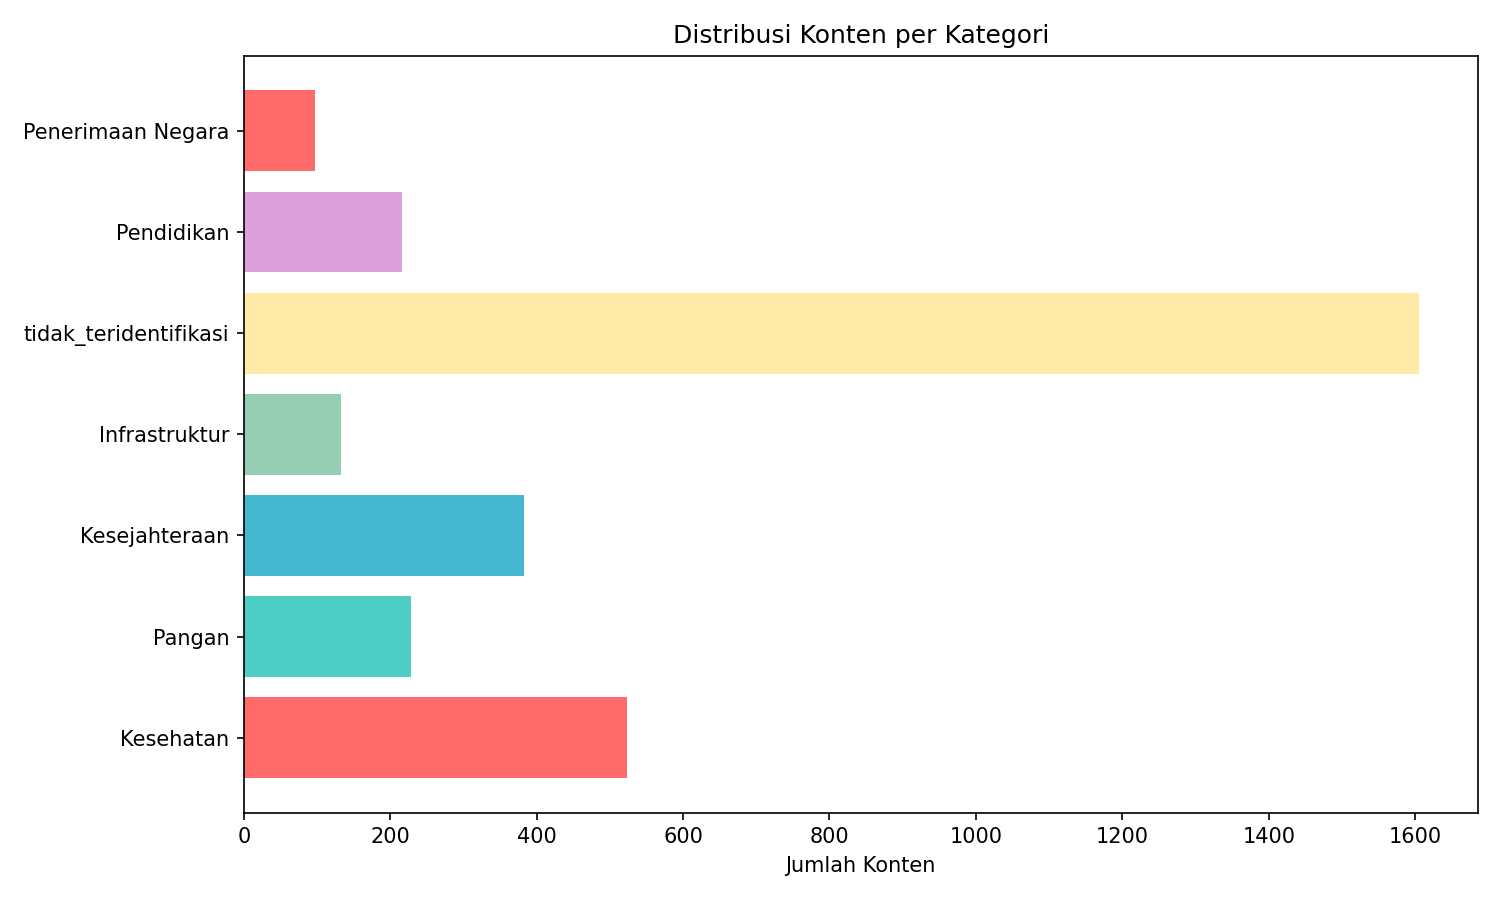 Distribusi Konten per Kategori
Penerimaan Negara
Pendidikan
tidak_teridentifikasi
Infrastruktur
Kesejahteraan
Pangan
Kesehatan
0 200 400 600 800 1000 1200 1400 1600
Jumlah Konten